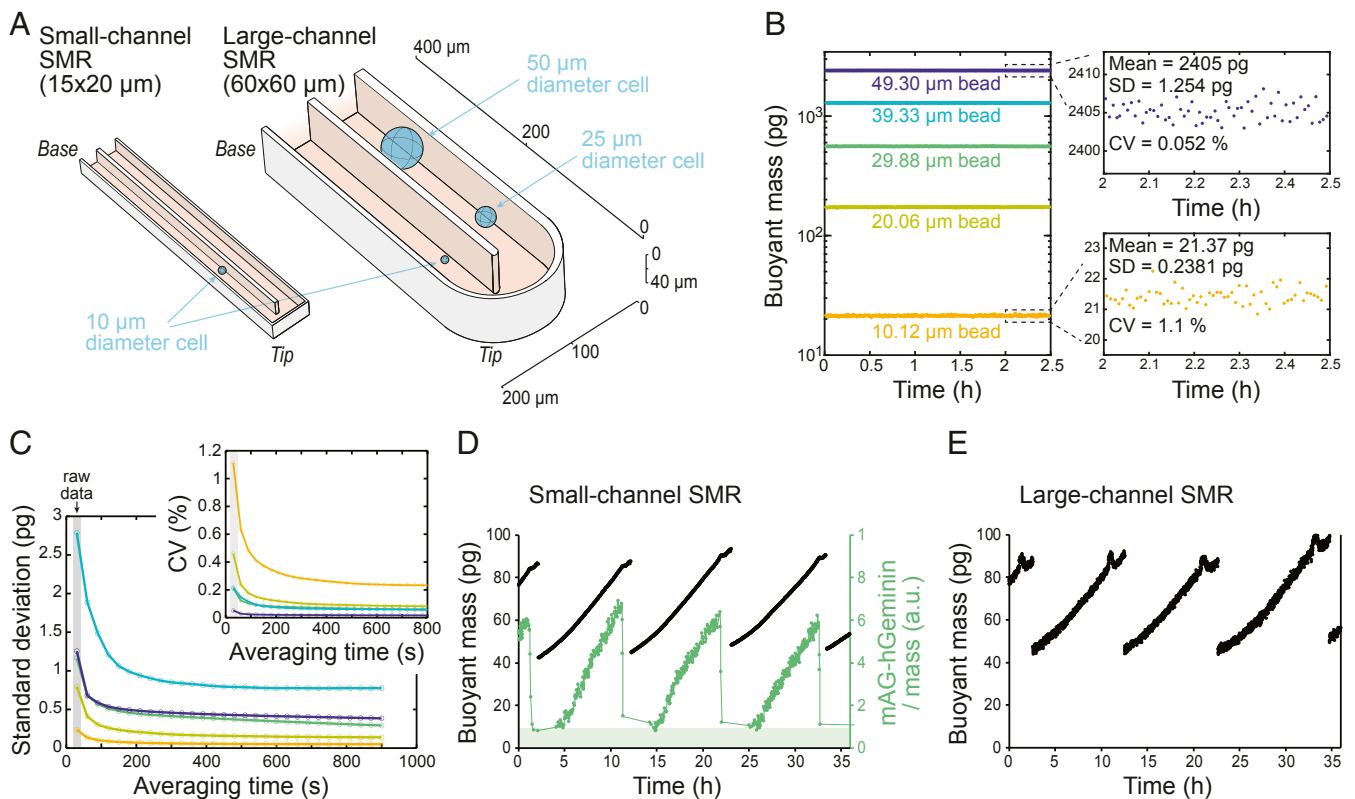 A
Small-channel
SMR
(15x20 µm)
Large-channel
SMR
(60x60 µm)
400 µm
50 µm
diameter cell
200
25 µm
diameter cell
Base
Base
0
0
40 µm
0
10 µm
diameter cell
Tip
Tip
100
200 µm
B
Buoyant mass (pg)
10³
10²
10¹
49.30 µm bead
39.33 µm bead
29.88 µm bead
20.06 µm bead
10.12 µm bead
0 0.5 1 1.5 2 2.5
Time (h)
2410
2405
2400
Mean = 2405 pg
SD = 1.254 pg
CV = 0.052 %
2 2.1 2.2 2.3 2.4 2.5
Time (h)
23
22
21
20
Mean = 21.37 pg
SD = 0.2381 pg
CV = 1.1 %
2 2.1 2.2 2.3 2.4 2.5
Time (h)
C
raw
data
Standard deviation (pg)
3
2.5
2
1.5
1
0.5
0
0 200 400 600 800 1000
Averaging time (s)
CV (%)
1.2
1
0.8
0.6
0.4
0.2
0
0 200 400 600 800
Averaging time (s)
D
Small-channel SMR
Buoyant mass (pg)
100
80
60
40
20
0
0 5 10 15 20 25 30 35
Time (h)
1
8
6
4
2
0
mAG-hGeminin
/ mass (a.u.)
E
Large-channel SMR
Buoyant mass (pg)
100
80
60
40
20
0
0 5 10 15 20 25 30 35
Time (h)